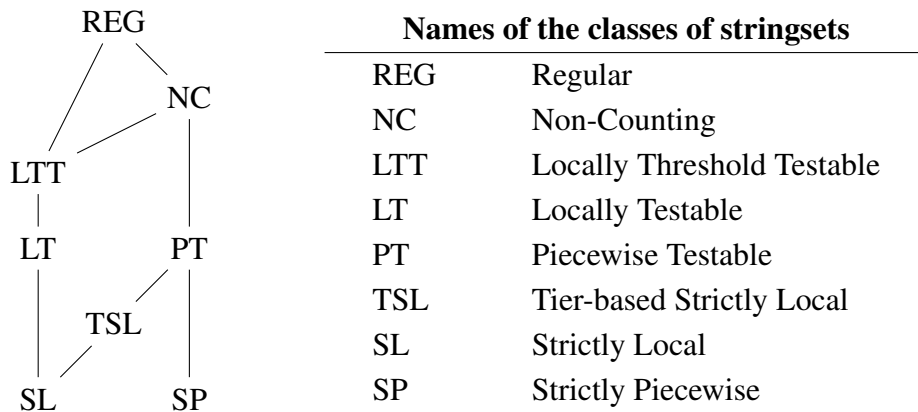 REG
NC
LTT
LT PT
TSL
SL SP
Names of the classes of stringsets
REG Regular
NC Non-Counting
LTT Locally Threshold Testable
LT Locally Testable
PT Piecewise Testable
TSL Tier-based Strictly Local
SL Strictly Local
SP Strictly Piecewise